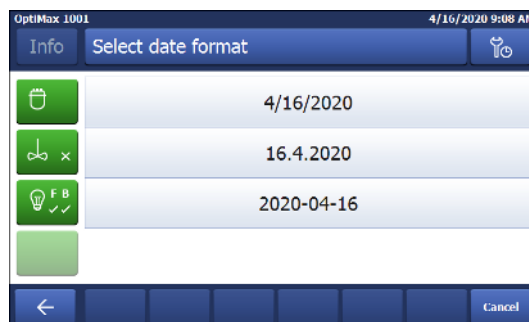 OptiMax 1001 4/16/2020 9:08 AM
Info Select date format
4/16/2020
16.4.2020
F B
2020-04-16
Cancel